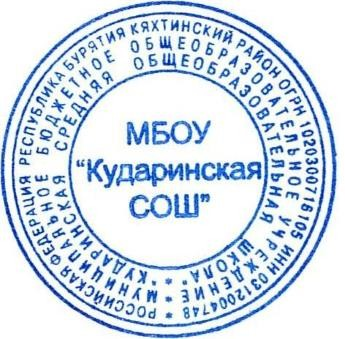 РОССИЙСКАЯ ФЕДЕРАЦИЯ РЕСПУБЛИКА БУРЯТИЯ КЯХТИНСКИЙ РАЙОН ОГРН 1020300716105 ИНН 0312004748
* МУНИЦИПАЛЬНОЕ БЮДЖЕТНОЕ ОБЩЕОБРАЗОВАТЕЛЬНОЕ УЧРЕЖДЕНИЕ *
"КУДАРИНСКАЯ СРЕДНЯЯ ОБЩЕОБРАЗОВАТЕЛЬНАЯ ШКОЛА" *
МБОУ
"Кударинская
СОШ"